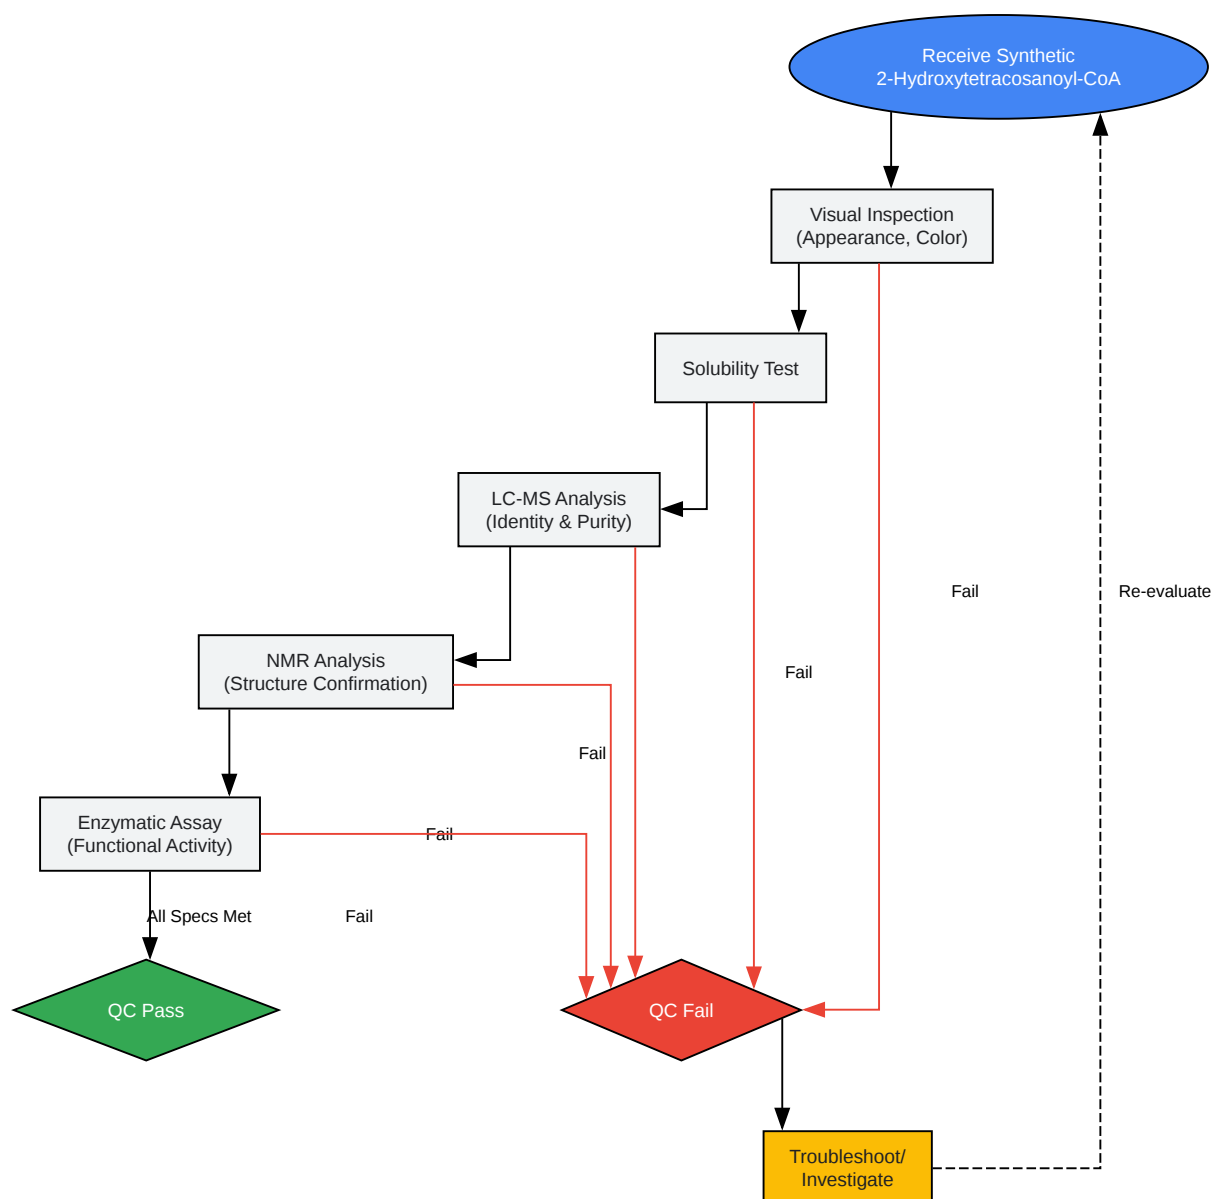 Receive Synthetic
2-Hydroxytetracosanoyl-CoA
Visual Inspection
(Appearance, Color)
Solubility Test
LC-MS Analysis
(Identity & Purity)
Fail
Re-evaluate
NMR Analysis
(Structure Confirmation)
Fail
Fail
Enzymatic Assay
(Functional Activity)
Fail
All Specs Met
Fail
QC Pass
QC Fail
Troubleshoot/
Investigate